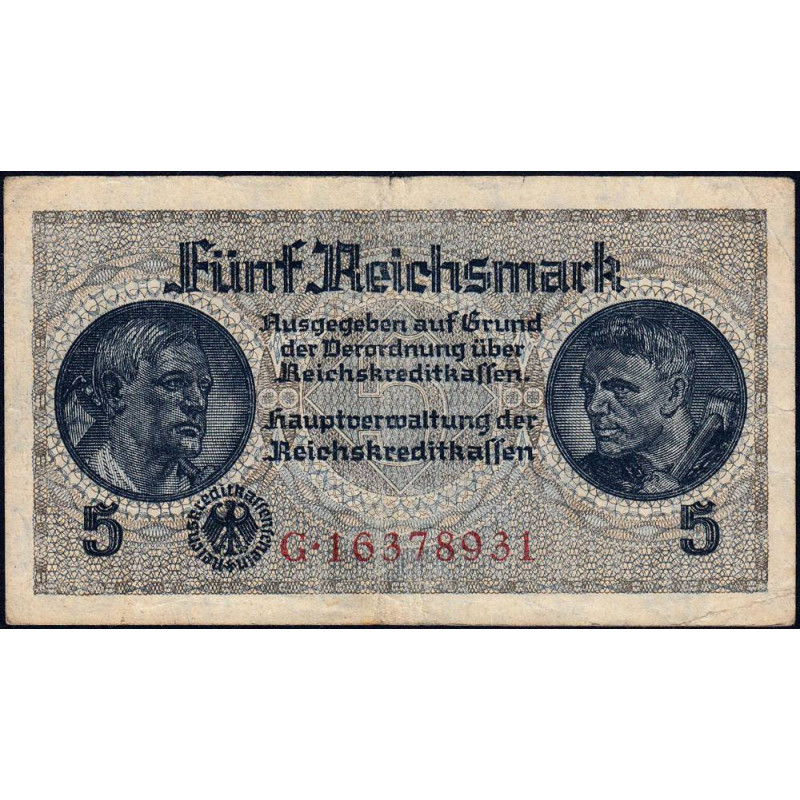 Fünf Reichsmark
Ausgegeben auf Grund
der Verordnung über
Reichskreditkassen.
Hauptverwaltung der
Reichskreditkassen
5
G·16378931
5